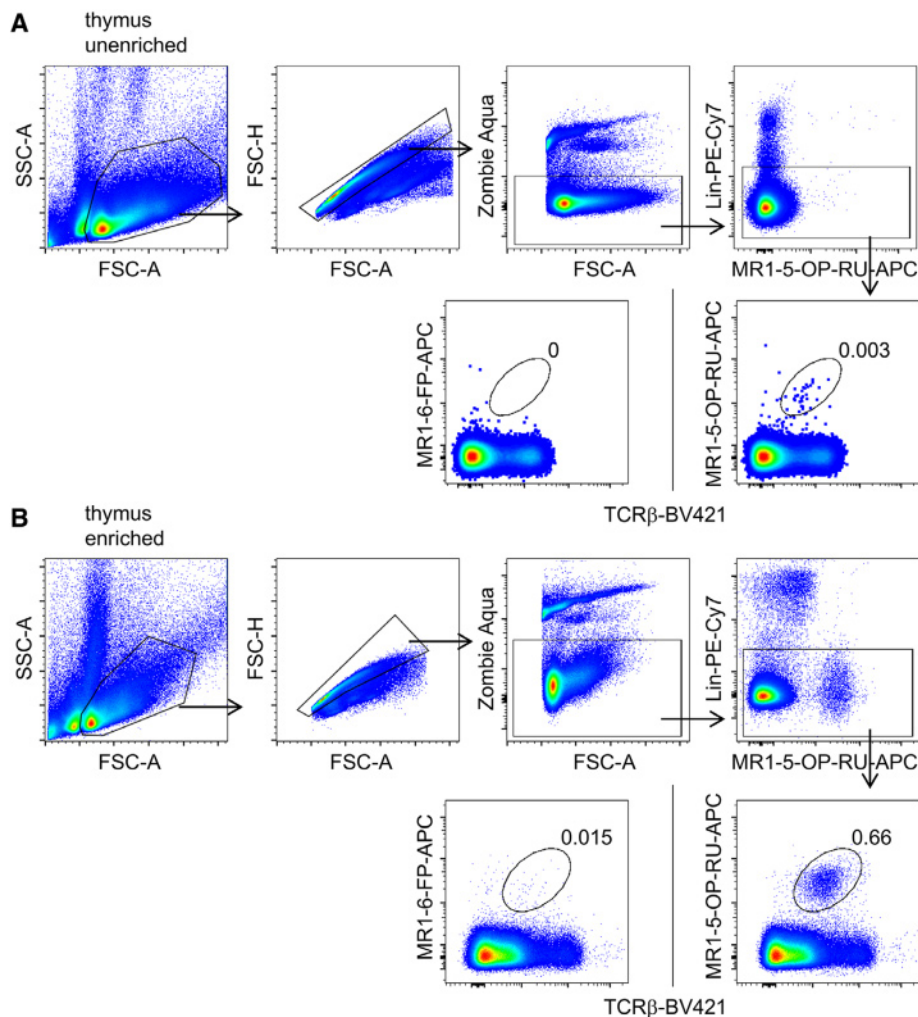 A
thymus
unenriched
SSC-A
FSC-A
FSC-H
FSC-A
Zombie Aqua
FSC-A
Lin-PE-Cy7
MR1-5-OP-RU-APC
MR1-6-FP-APC
0
MR1-5-OP-RU-APC
0.003
TCRβ-BV421
B
thymus
enriched
SSC-A
FSC-A
FSC-H
FSC-A
Zombie Aqua
FSC-A
Lin-PE-Cy7
MR1-5-OP-RU-APC
MR1-6-FP-APC
0.015
MR1-5-OP-RU-APC
0.66
TCRβ-BV421